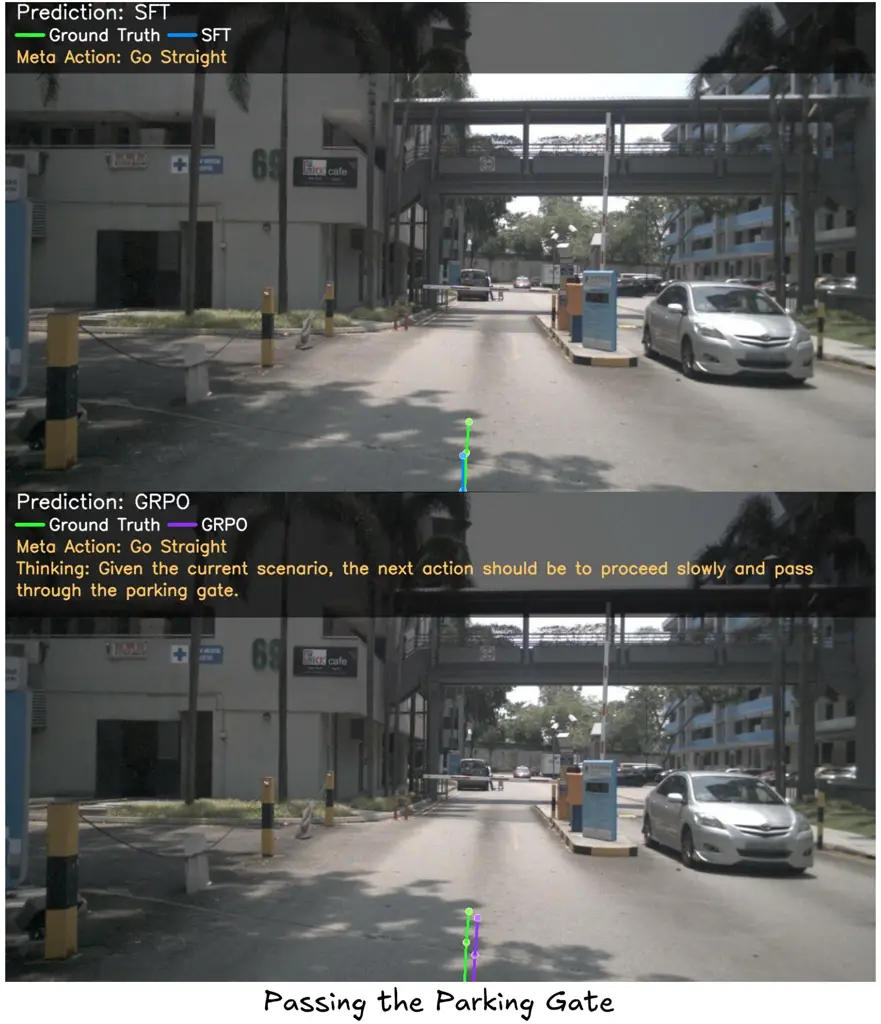 Prediction: SFT
Ground Truth SFT
Meta Action: Go Straight
69
cafe
Prediction: GRPO
Ground Truth GRPO
Meta Action: Go Straight
Thinking: Given the current scenario, the next action should be to proceed slowly and pass
through the parking gate.
69
cafe
Passing the Parking Gate